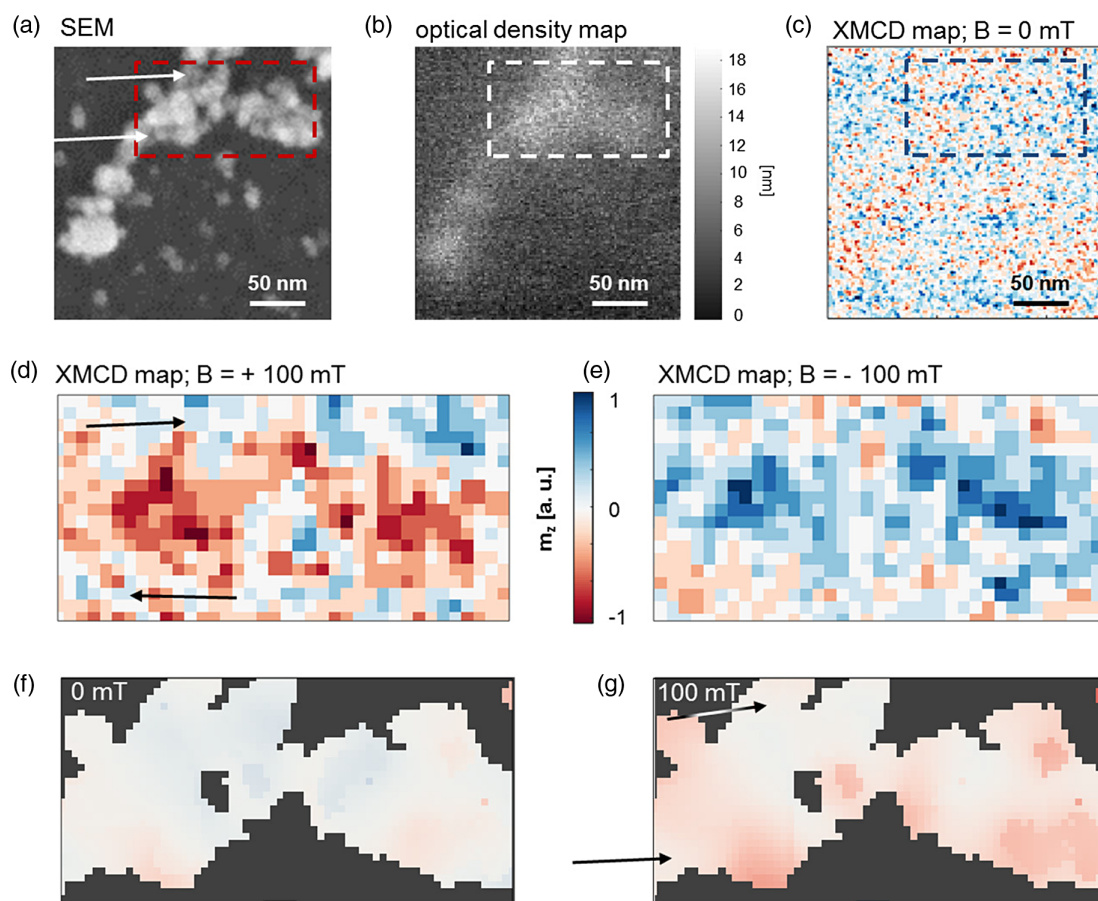 (a) SEM
(b) optical density map
(c) XMCD map; B = 0 mT
18
16
14
12
10
8
6
4
2
0
[nm]
50 nm
50 nm
50 nm
(d) XMCD map; B = + 100 mT
(e) XMCD map; B = - 100 mT
1
0
-1
mz [a. u.]
(f) 0 mT
(g) 100 mT